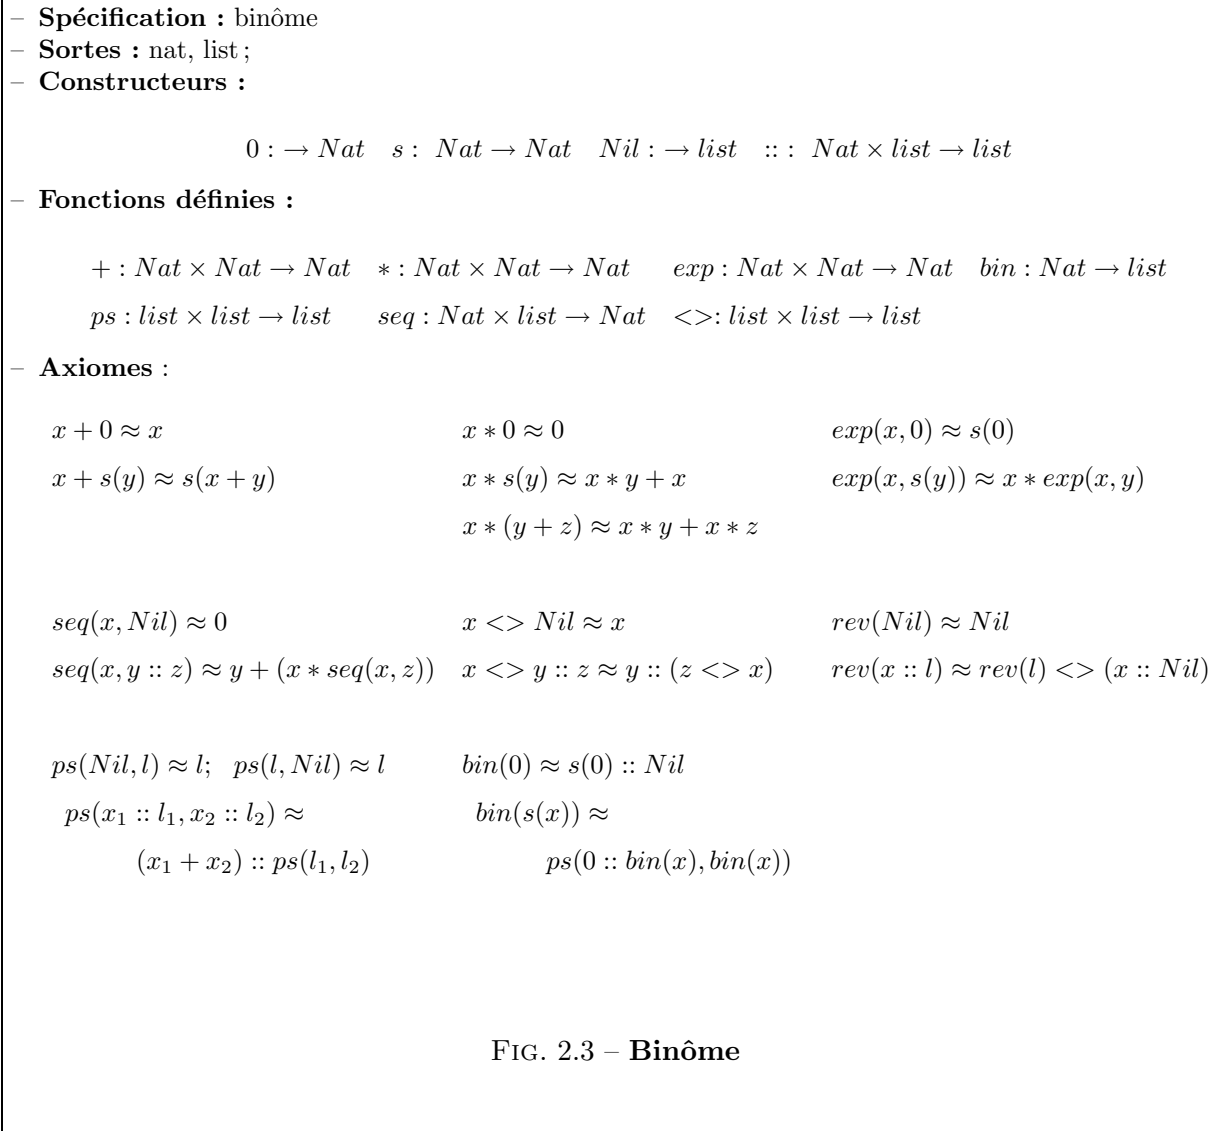 – Spécification : binôme
– Sortes : nat, list ;
– Constructeurs :
0 : → Nat s : Nat → Nat Nil : → list :: : Nat × list → list
– Fonctions définies :
+ : Nat × Nat → Nat ∗ : Nat × Nat → Nat exp : Nat × Nat → Nat bin : Nat → list
ps : list × list → list seq : Nat × list → Nat <>: list × list → list
– Axiomes :
x + 0 ≈ x x ∗ 0 ≈ 0 exp(x, 0) ≈ s(0)
x + s(y) ≈ s(x + y) x ∗ s(y) ≈ x ∗ y + x exp(x, s(y)) ≈ x ∗ exp(x, y)
x ∗ (y + z) ≈ x ∗ y + x ∗ z
seq(x, Nil) ≈ 0 x <> Nil ≈ x rev(Nil) ≈ Nil
seq(x, y :: z) ≈ y + (x ∗ seq(x, z)) x <> y :: z ≈ y :: (z <> x) rev(x :: l) ≈ rev(l) <> (x :: Nil)
ps(Nil, l) ≈ l; ps(l, Nil) ≈ l bin(0) ≈ s(0) :: Nil
ps(x₁ :: l₁, x₂ :: l₂) ≈ bin(s(x)) ≈
(x₁ + x₂) :: ps(l₁, l₂) ps(0 :: bin(x), bin(x))
FIG. 2.3 – Binôme